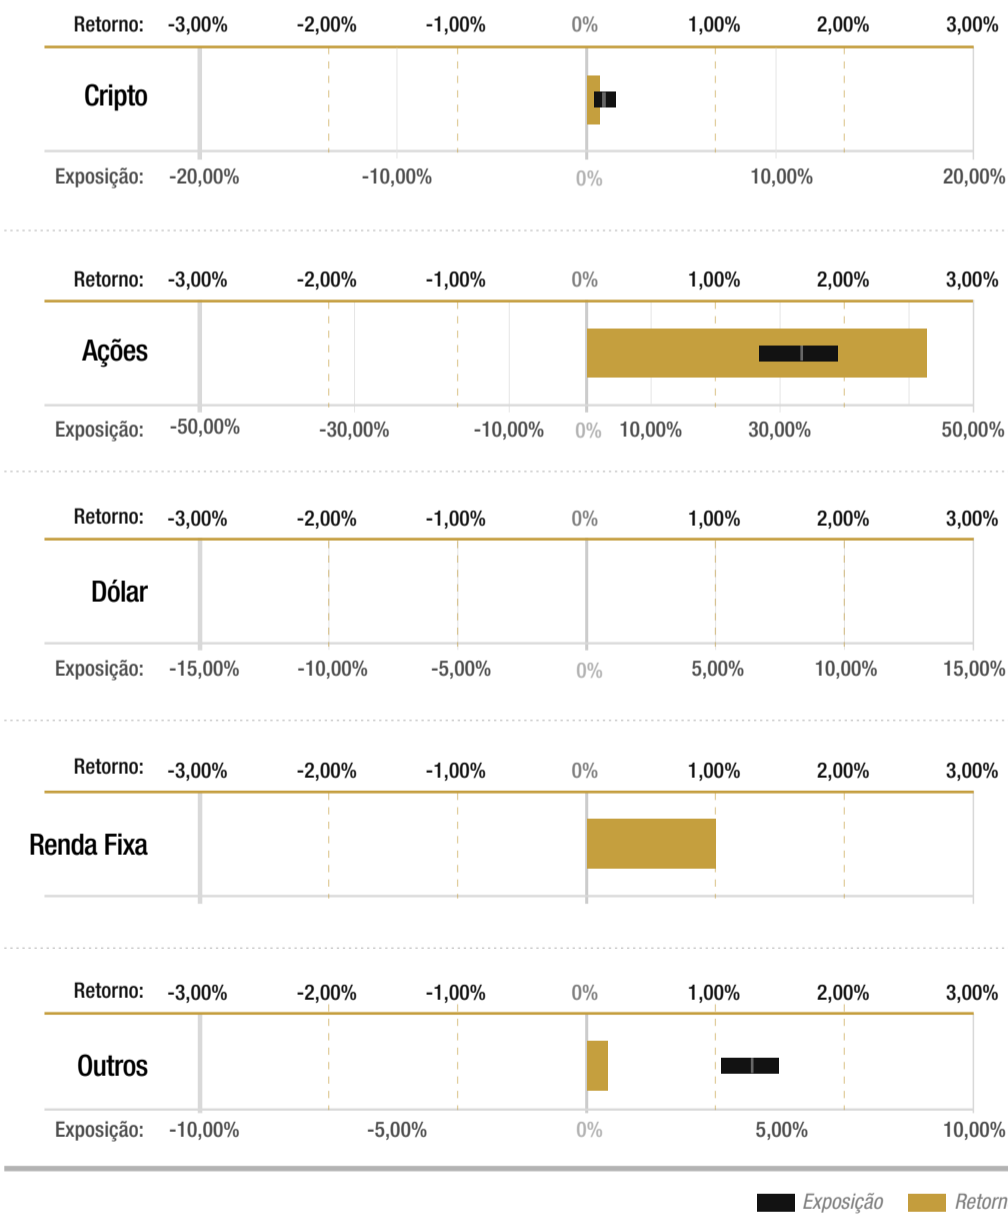 Retorno: -3,00% -2,00% -1,00% 0% 1,00% 2,00% 3,00%
Cripto
Exposição: -20,00% -10,00% 0% 10,00% 20,00%
Retorno: -3,00% -2,00% -1,00% 0% 1,00% 2,00% 3,00%
Ações
Exposição: -50,00% -30,00% -10,00% 0% 10,00% 30,00% 50,00%
Retorno: -3,00% -2,00% -1,00% 0% 1,00% 2,00% 3,00%
Dólar
Exposição: -15,00% -10,00% -5,00% 0% 5,00% 10,00% 15,00%
Retorno: -3,00% -2,00% -1,00% 0% 1,00% 2,00% 3,00%
Renda Fixa
Retorno: -3,00% -2,00% -1,00% 0% 1,00% 2,00% 3,00%
Outros
Exposição: -10,00% -5,00% 0% 5,00% 10,00%
Exposição Retorn